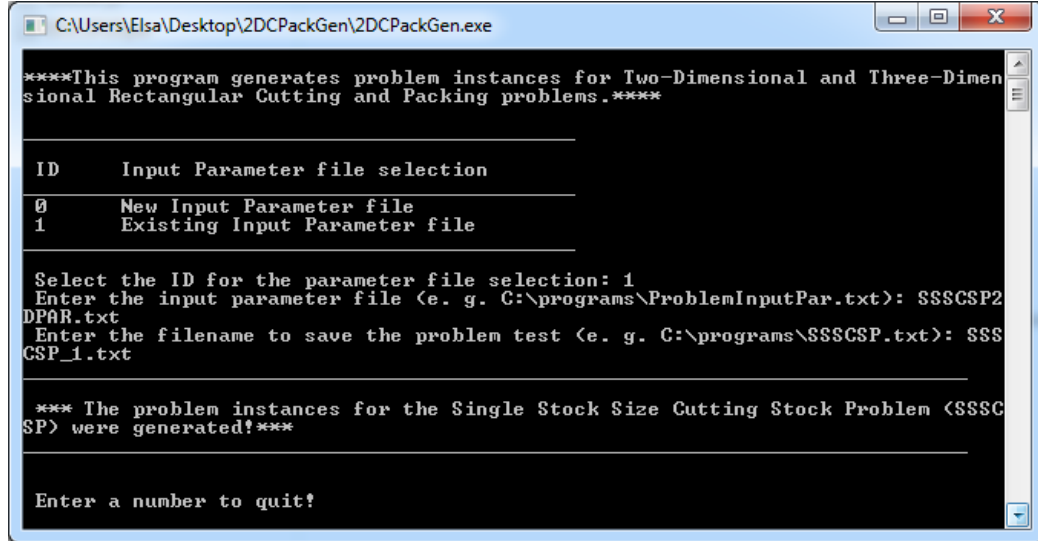 C:\Users\Elsa\Desktop\2DCPackGen\2DCPackGen.exe
****This program generates problem instances for Two-Dimensional and Three-Dimen
sional Rectangular Cutting and Packing problems.****
ID Input Parameter file selection
0 New Input Parameter file
1 Existing Input Parameter file
Select the ID for the parameter file selection: 1
Enter the input parameter file (e. g. C:\programs\ProblemInputPar.txt): SSSCSP2
DPAR.txt
Enter the filename to save the problem test (e. g. C:\programs\SSSCSP.txt): SSS
CSP_1.txt
*** The problem instances for the Single Stock Size Cutting Stock Problem (SSSC
SP) were generated!***
Enter a number to quit!